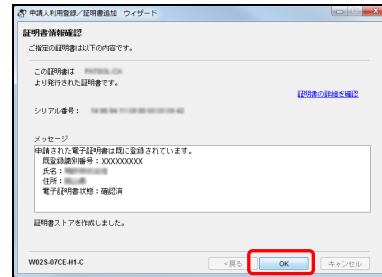 申請人利用登録／証明書追加 ウィザード
証明書情報確認
ご指定の証明書は以下の内容です。
この証明書は
より発行された証明書です。
証明書の詳細を確認
シリアル番号：
メッセージ
申請された電子証明書は既に登録されています。
既登録識別番号：XXXXXXXXX
氏名：
住所：
電子証明書状態：確認済
証明書ストアを作成しました。
W02S-07CE-H1-C
<戻る
OK
キャンセル